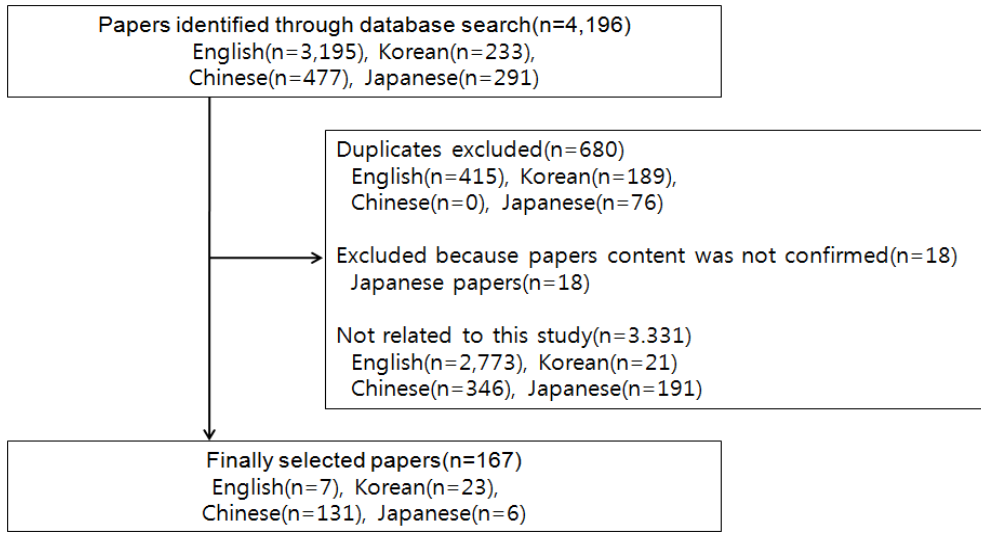 Papers identified through database search(n=4,196)
English(n=3,195), Korean(n=233),
Chinese(n=477), Japanese(n=291)
Duplicates excluded(n=680)
English(n=415), Korean(n=189),
Chinese(n=0), Japanese(n=76)
Excluded because papers content was not confirmed(n=18)
Japanese papers(n=18)
Not related to this study(n=3.331)
English(n=2,773), Korean(n=21)
Chinese(n=346), Japanese(n=191)
Finally selected papers(n=167)
English(n=7), Korean(n=23),
Chinese(n=131), Japanese(n=6)